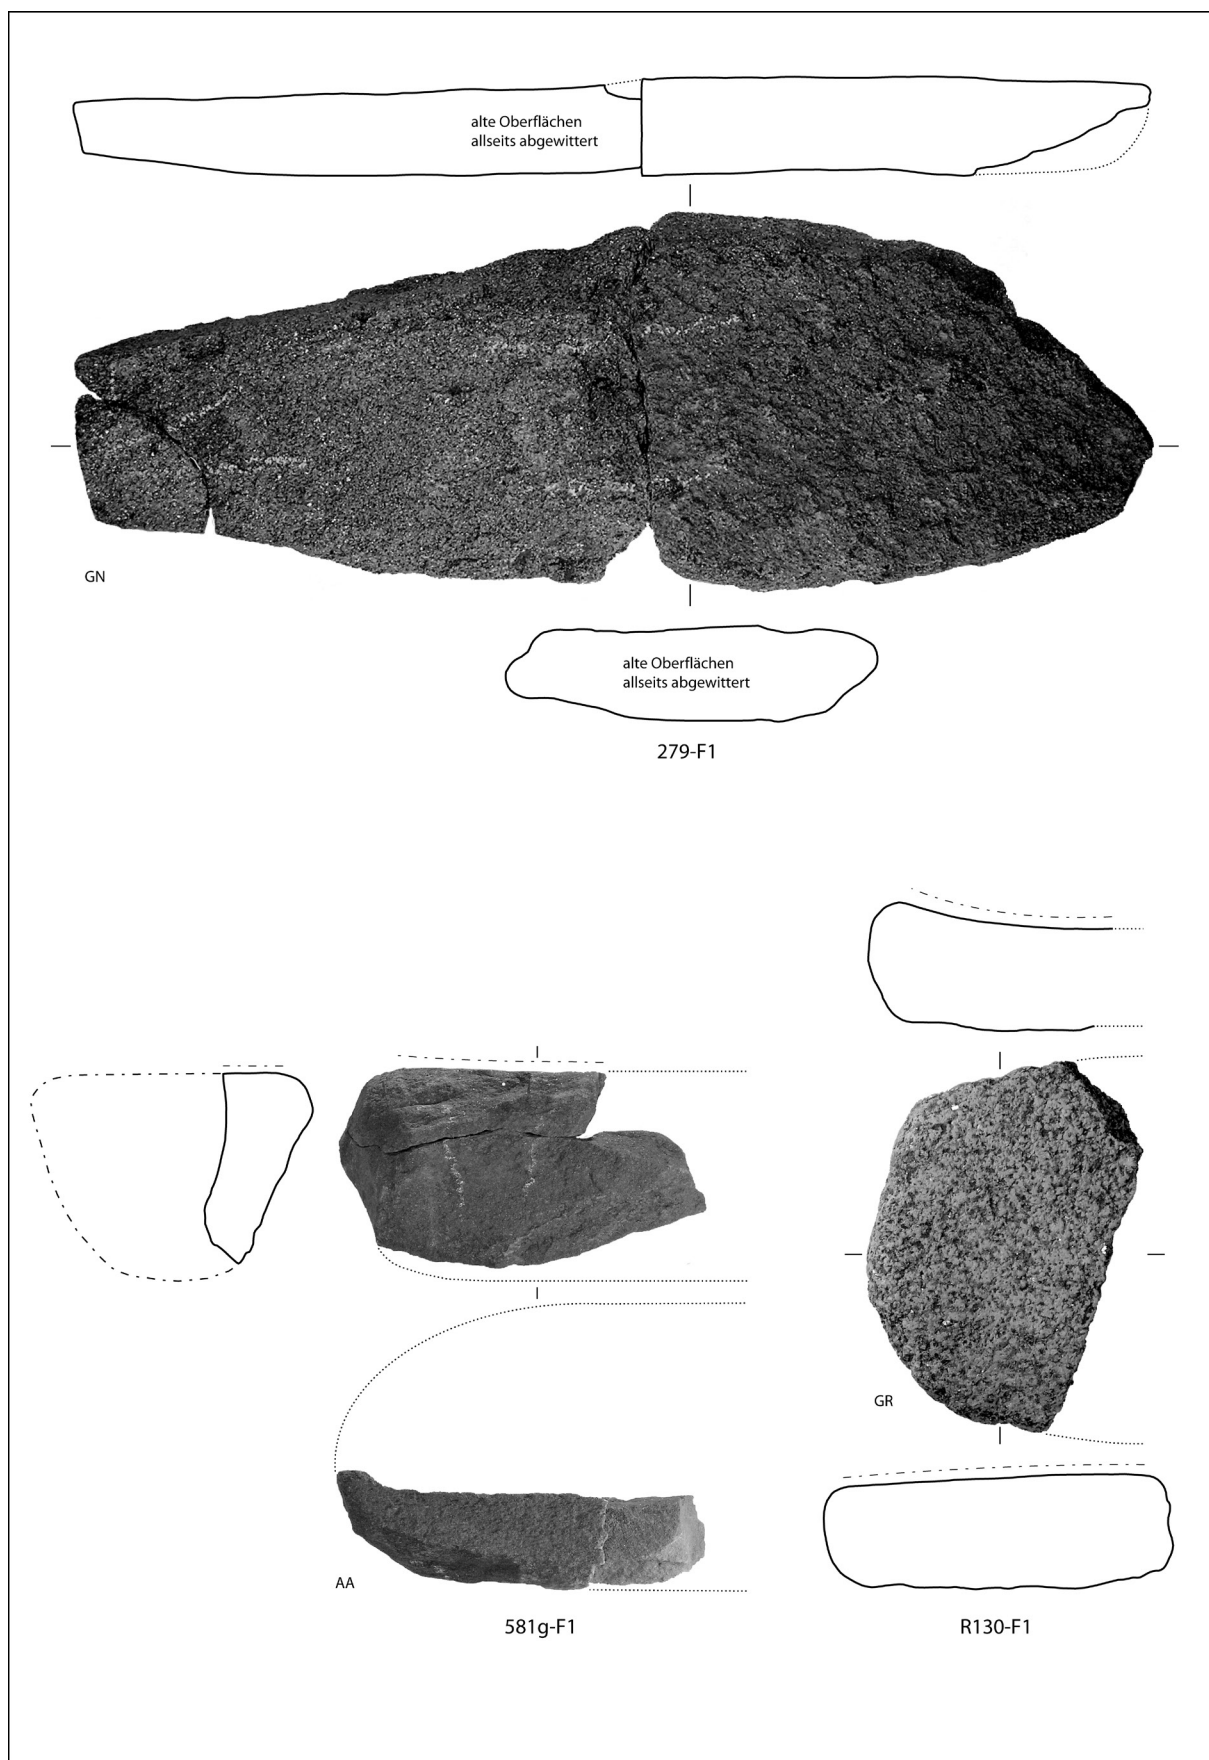 alte Oberflächen
allseits abgewittert
GN
alte Oberflächen
allseits abgewittert
279-F1
GR
AA
581g-F1
R130-F1